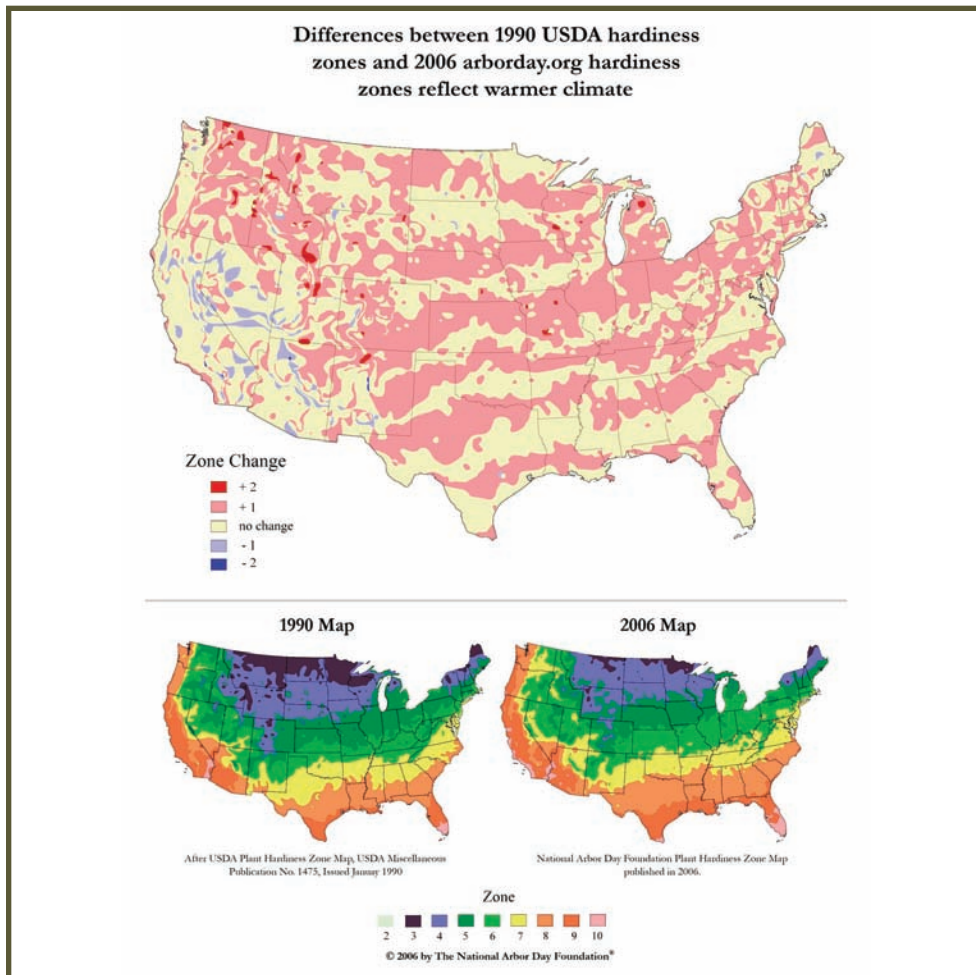 Differences between 1990 USDA hardiness
zones and 2006 arborday.org hardiness
zones reflect warmer climate
Zone Change
+ 2
+ 1
no change
- 1
- 2
1990 Map
2006 Map
After USDA Plant Hardiness Zone Map, USDA Miscellaneous
Publication No. 1475, Issued January 1990
National Arbor Day Foundation Plant Hardiness Zone Map
published in 2006.
Zone
2 3 4 5 6 7 8 9 10
© 2006 by The National Arbor Day Foundation®